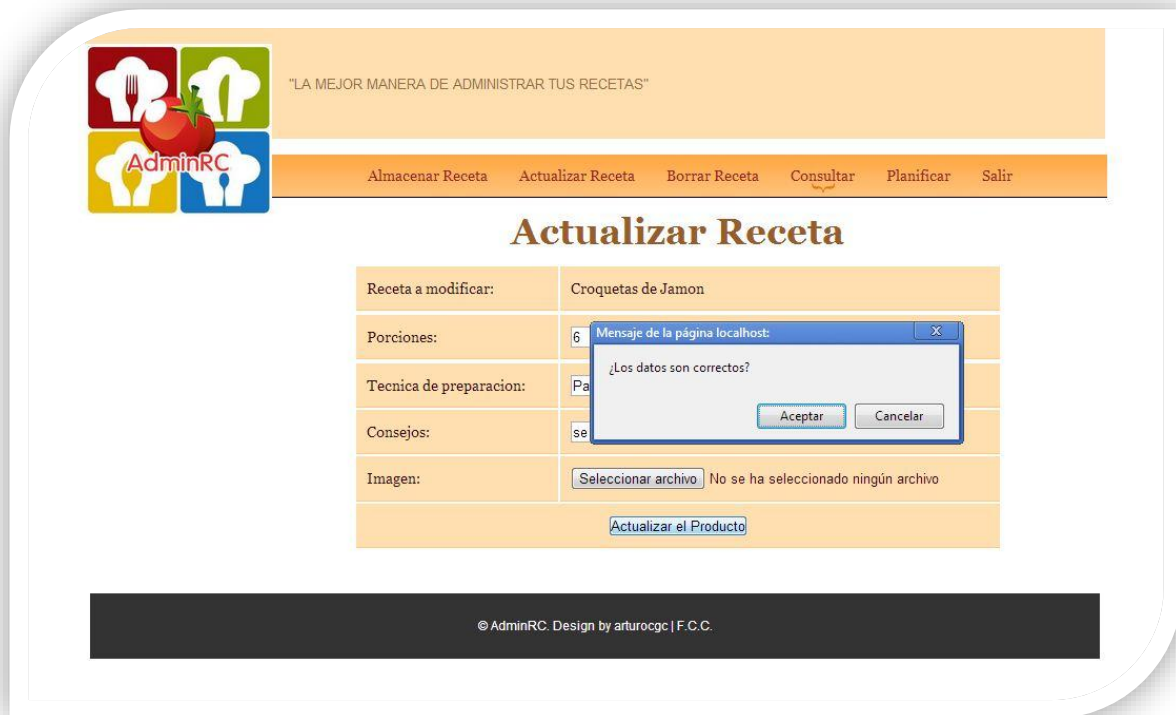 "LA MEJOR MANERA DE ADMINISTRAR TUS RECETAS"
AdminRC
Almacenar Receta Actualizar Receta Borrar Receta Consultar Planificar Salir
Actualizar Receta
Receta a modificar: Croquetas de Jamon
Porciones: 6
Mensaje de la página localhost: X
¿Los datos son correctos?
Aceptar Cancelar
Tecnica de preparacion: Pa
Consejos: se
Imagen: Seleccionar archivo No se ha seleccionado ningún archivo
Actualizar el Producto
© AdminRC. Design by arturocgc | F.C.C.